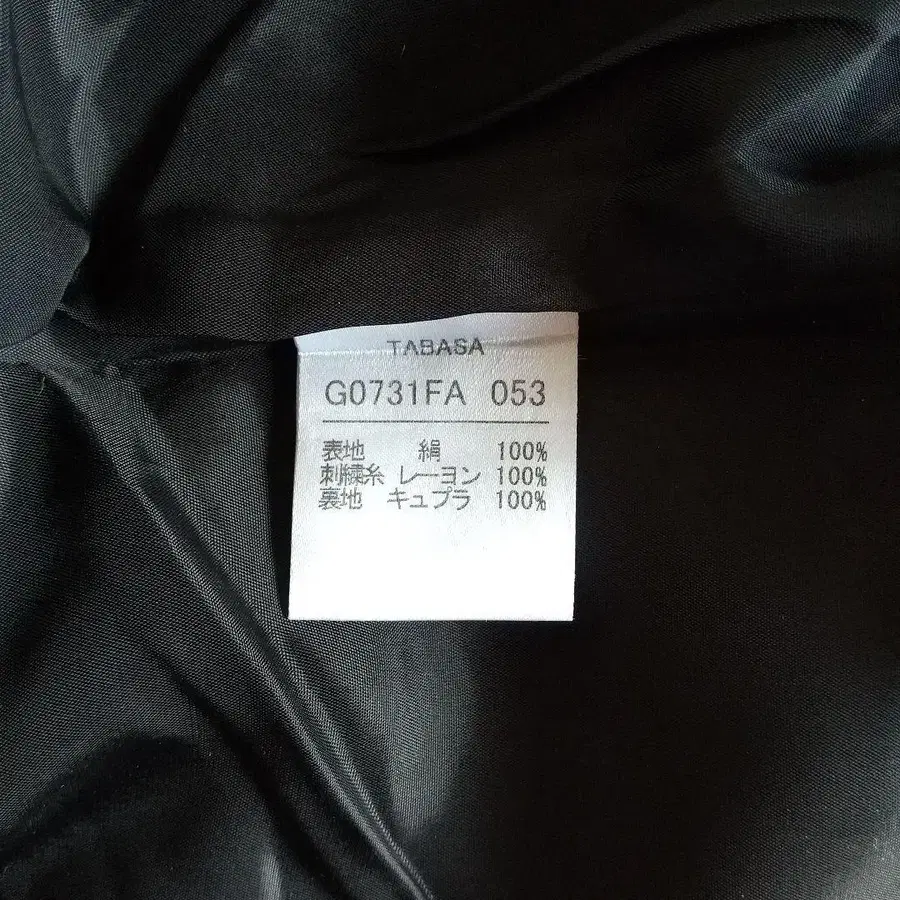 TABASA
G0731FA 053
表地 絹 100%
刺繍糸 レーヨン 100%
裏地 キュプラ 100%